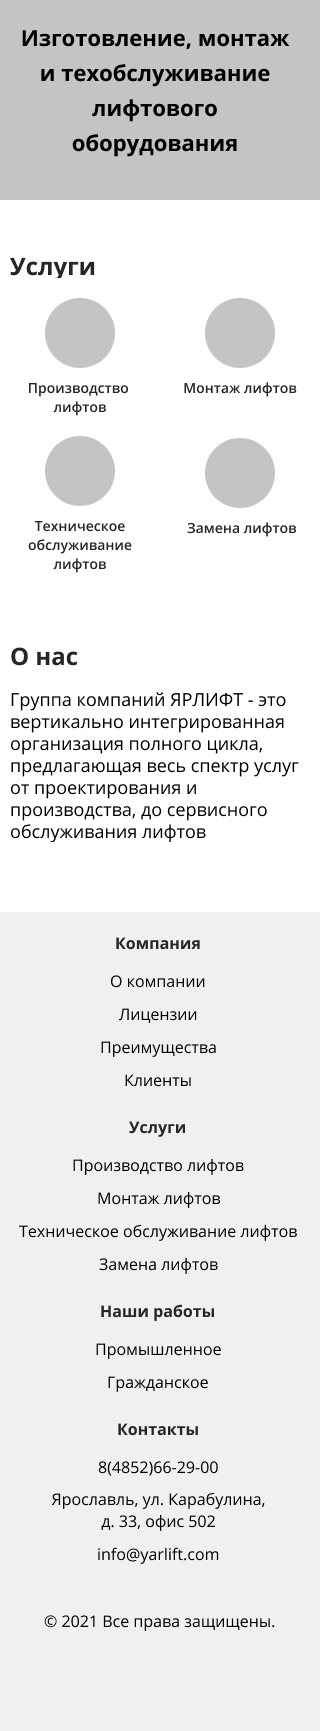 Изготовление, монтаж
и техобслуживание
лифтового
оборудования
Услуги
Производство
лифтов
Монтаж лифтов
Техническое
обслуживание
лифтов
Замена лифтов
О нас
Группа компаний ЯРЛИФТ - это
вертикально интегрированная
организация полного цикла,
предлагающая весь спектр услуг
от проектирования и
производства, до сервисного
обслуживания лифтов
Компания
О компании
Лицензии
Преимущества
Клиенты
Услуги
Производство лифтов
Монтаж лифтов
Техническое обслуживание лифтов
Замена лифтов
Наши работы
Промышленное
Гражданское
Контакты
8(4852)66-29-00
Ярославль, ул. Карабулина,
д. 33, офис 502
info@yarlift.com
© 2021 Все права защищены.